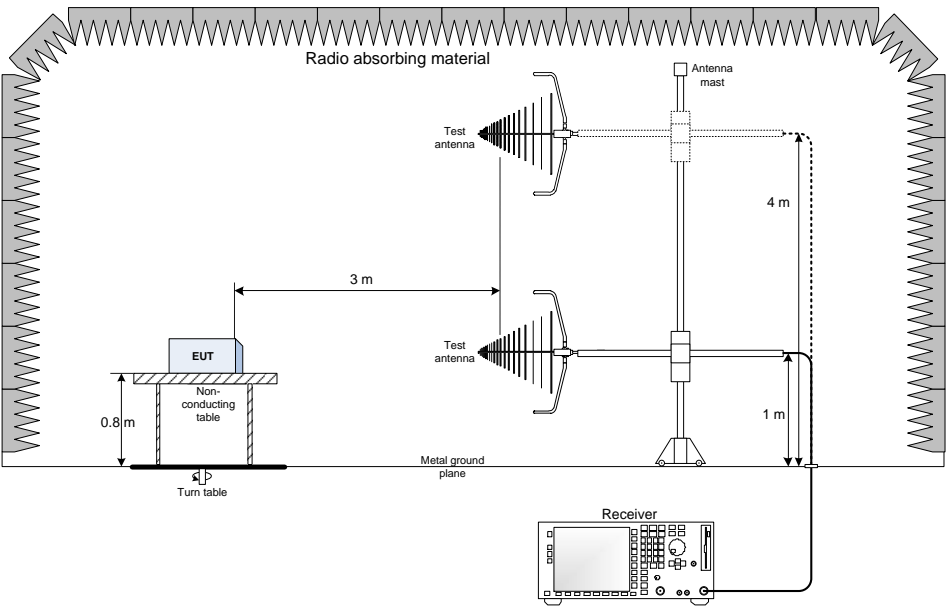 Radio absorbing material
Antenna
mast
Test
antenna
4 m
3 m
Test
antenna
EUT
Non-
conducting
table
0.8 m
1 m
Metal ground
plane
Turn table
Receiver